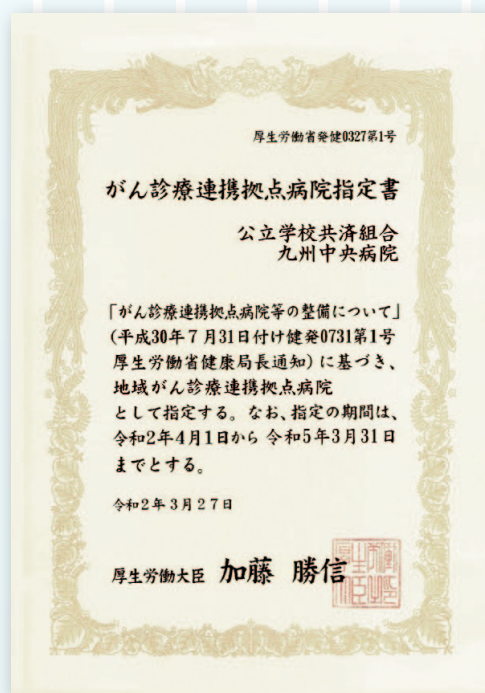 厚生労働省発健0327第1号
がん診療連携拠点病院指定書
公立学校共済組合
九州中央病院
「がん診療連携拠点病院等の整備について」
(平成30年7月31日付け健発0731第1号
厚生労働省健康局長通知)に基づき、
地域がん診療連携拠点病院
として指定する。なお、指定の期間は、
令和2年4月1日から 令和5年3月31日
までとする。
令和2年3月27日
厚生労働大臣 加藤 勝信